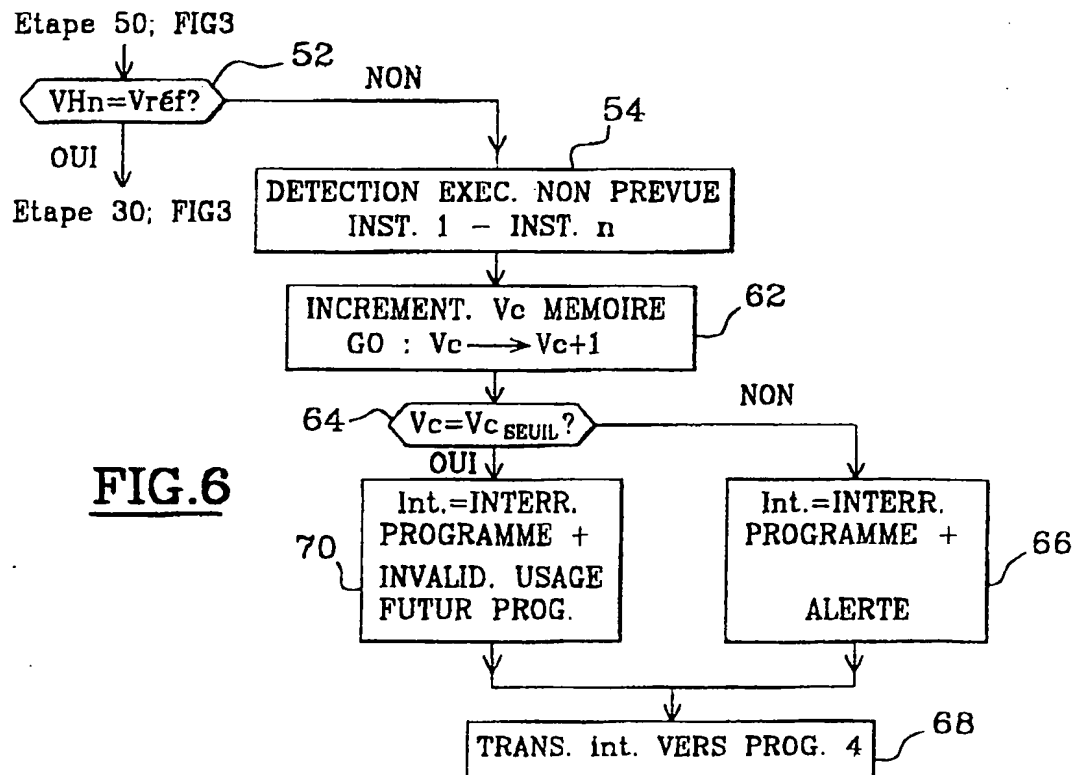 Etape 50; FIG3
52
VHn=Vréf?
NON
OUI
54
Etape 30; FIG3
DETECTION EXEC. NON PREVUE
INST. 1 – INST. n
INCREMENT. Vc MEMOIRE
GO : Vc ⟶ Vc+1
62
64
Vc=Vc SEUIL?
NON
OUI
FIG.6
Int.=INTERR.
PROGRAMME +
INVALID. USAGE
FUTUR PROG.
70
Int.=INTERR.
PROGRAMME +
ALERTE
66
TRANS. int. VERS PROG. 4
68